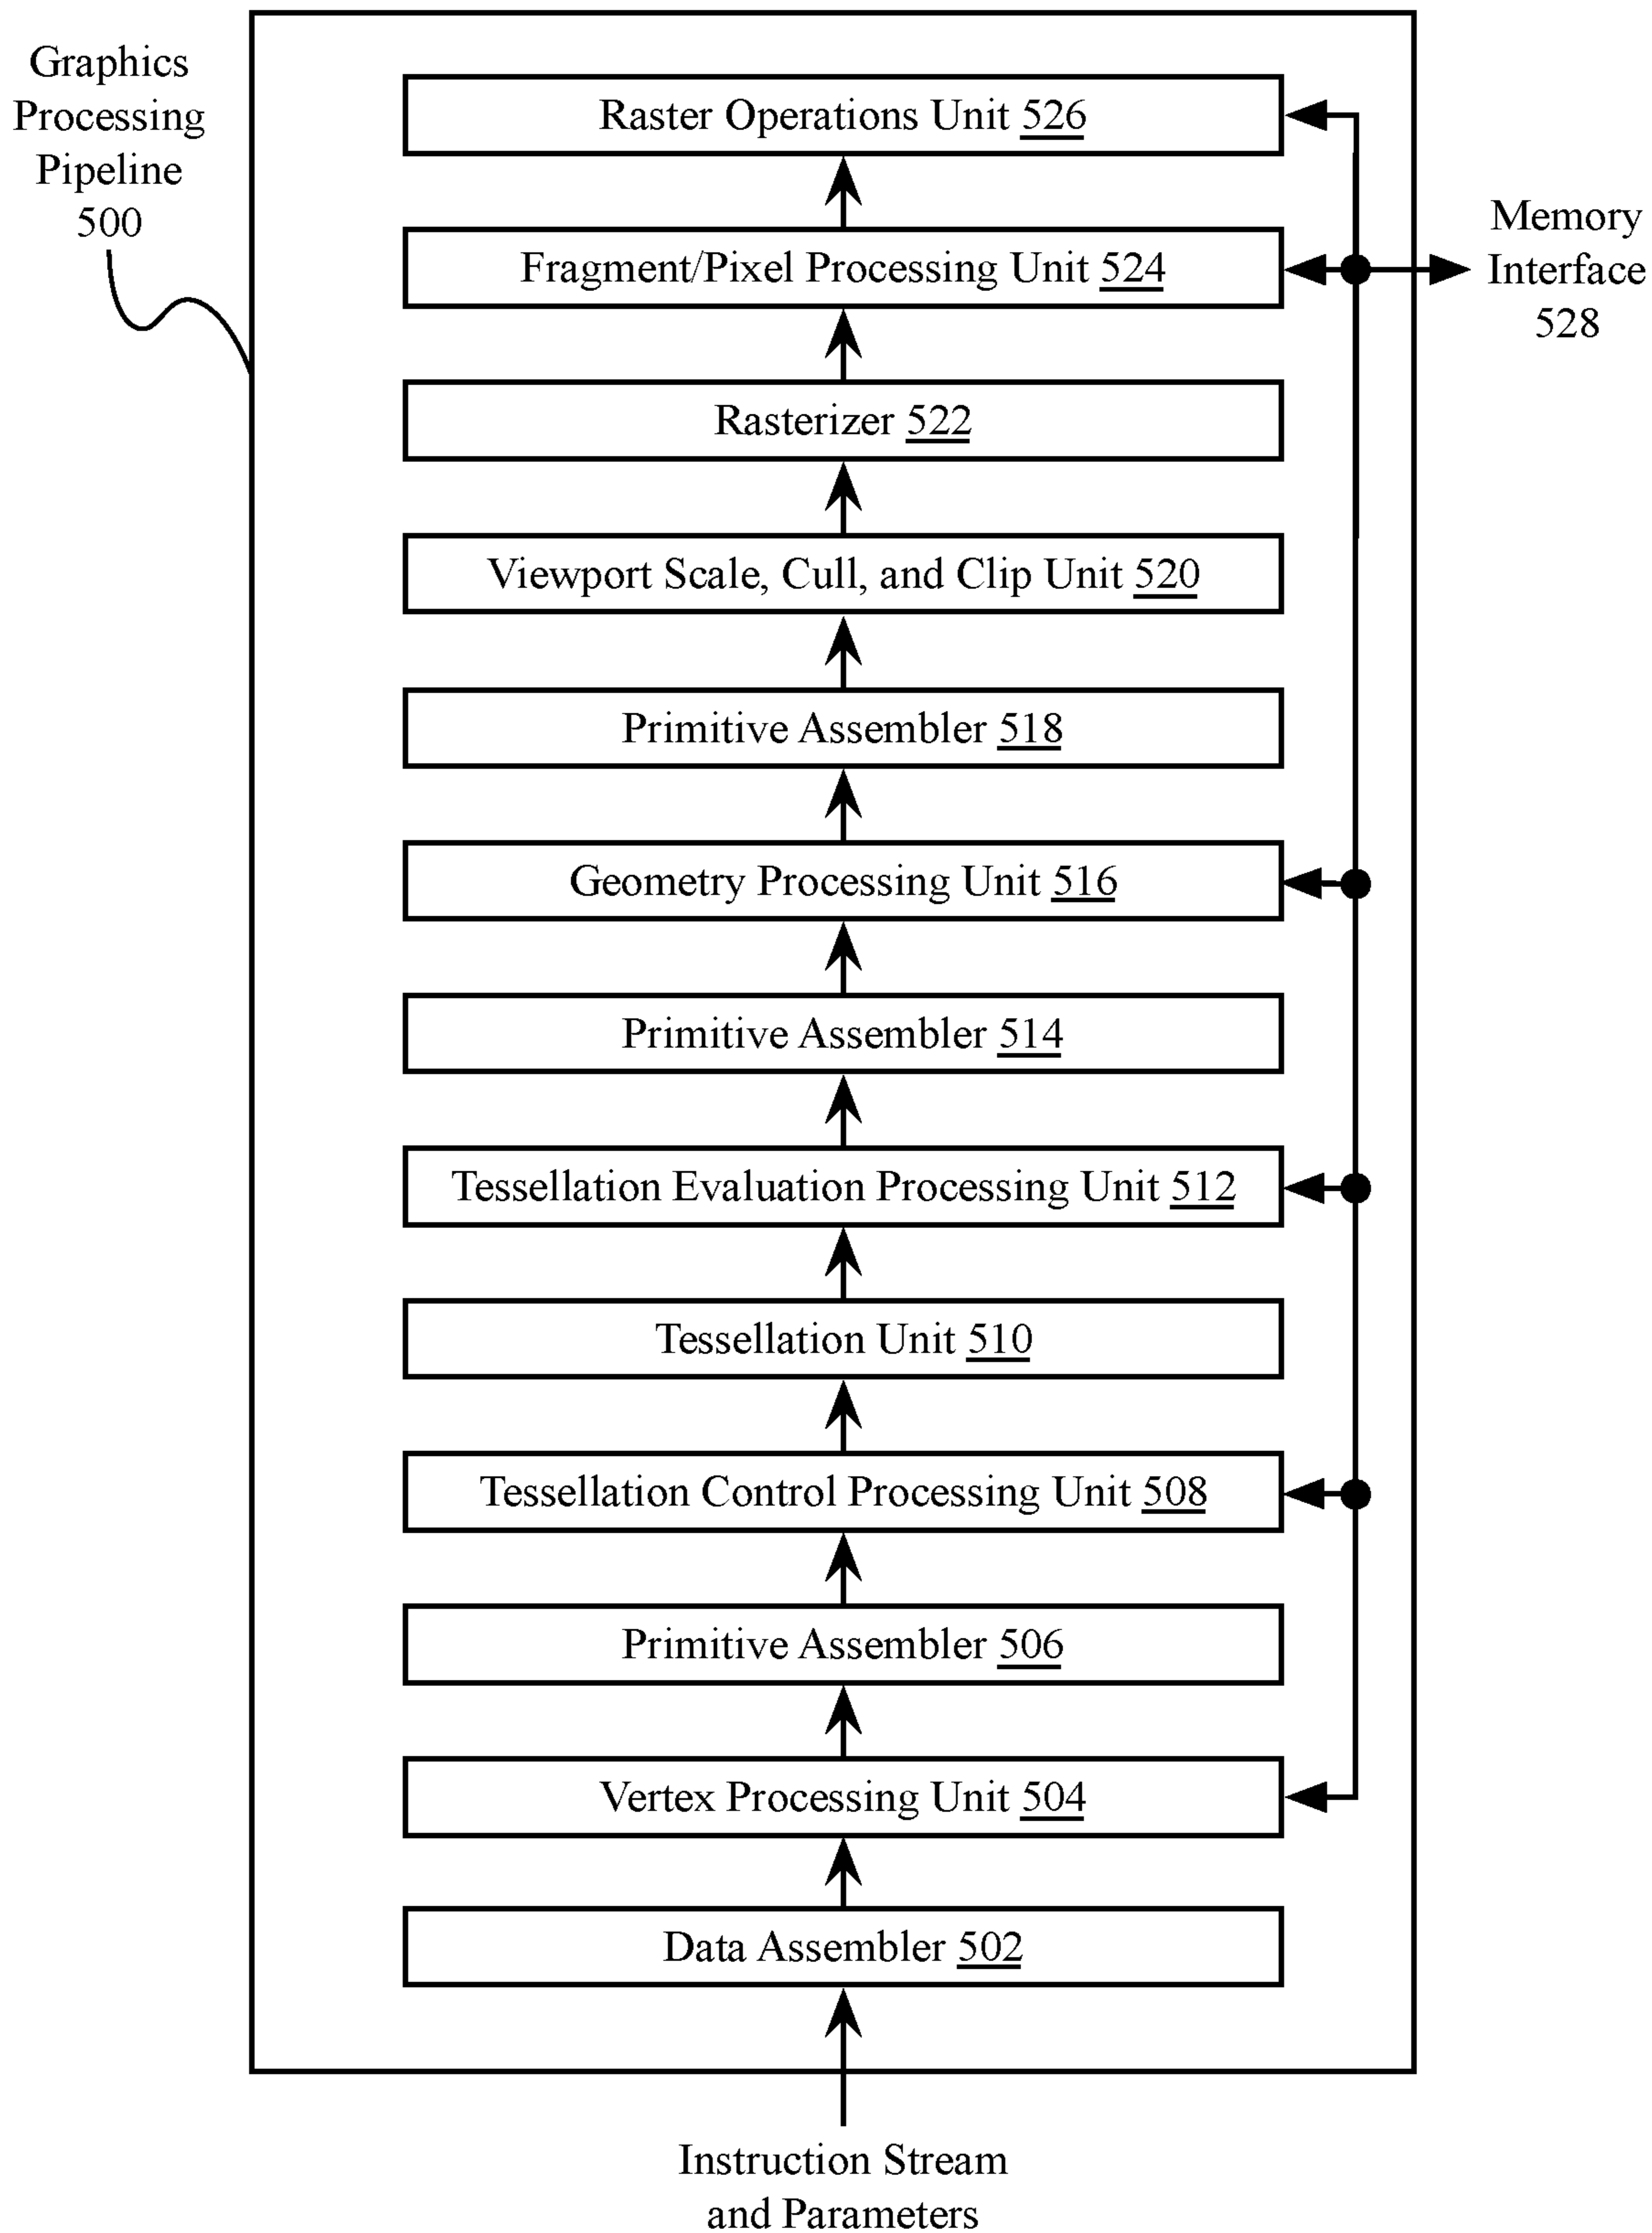 Graphics
Processing
Pipeline
500
Raster Operations Unit 526
Fragment/Pixel Processing Unit 524
Memory
Interface
528
Rasterizer 522
Viewport Scale, Cull, and Clip Unit 520
Primitive Assembler 518
Geometry Processing Unit 516
Primitive Assembler 514
Tessellation Evaluation Processing Unit 512
Tessellation Unit 510
Tessellation Control Processing Unit 508
Primitive Assembler 506
Vertex Processing Unit 504
Data Assembler 502
Instruction Stream
and Parameters